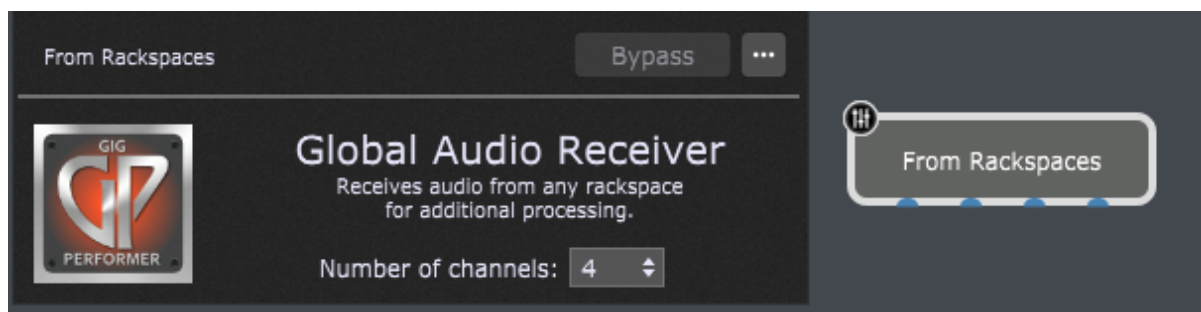 From Rackspaces
Bypass
...
GIG
GP
PERFORMER
Global Audio Receiver
Receives audio from any rackspace
for additional processing.
Number of channels: 4
From Rackspaces